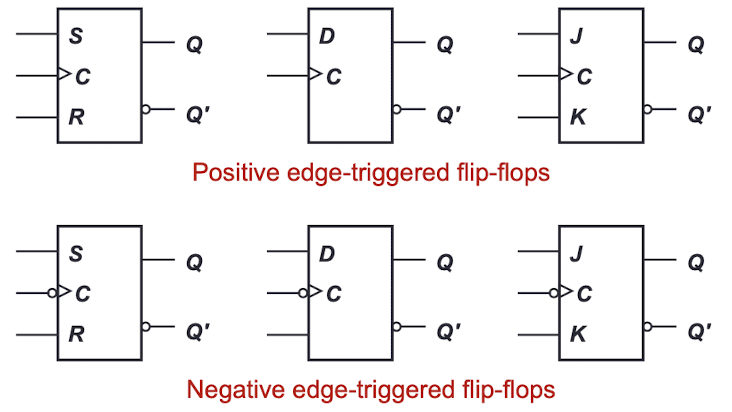 S Q D Q J Q
C C C
R Q' Q' K Q'
Positive edge-triggered flip-flops
S Q D Q J Q
C C C
R Q' Q' K Q'
Negative edge-triggered flip-flops